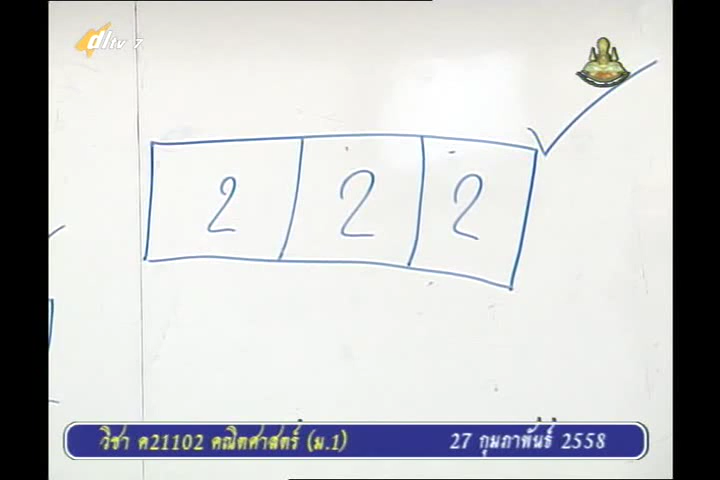 dltv 7
2 2 2
วิชา ค21102 คณิตศาสตร์ (ม.1) 27 กุมภาพันธ์ 2558